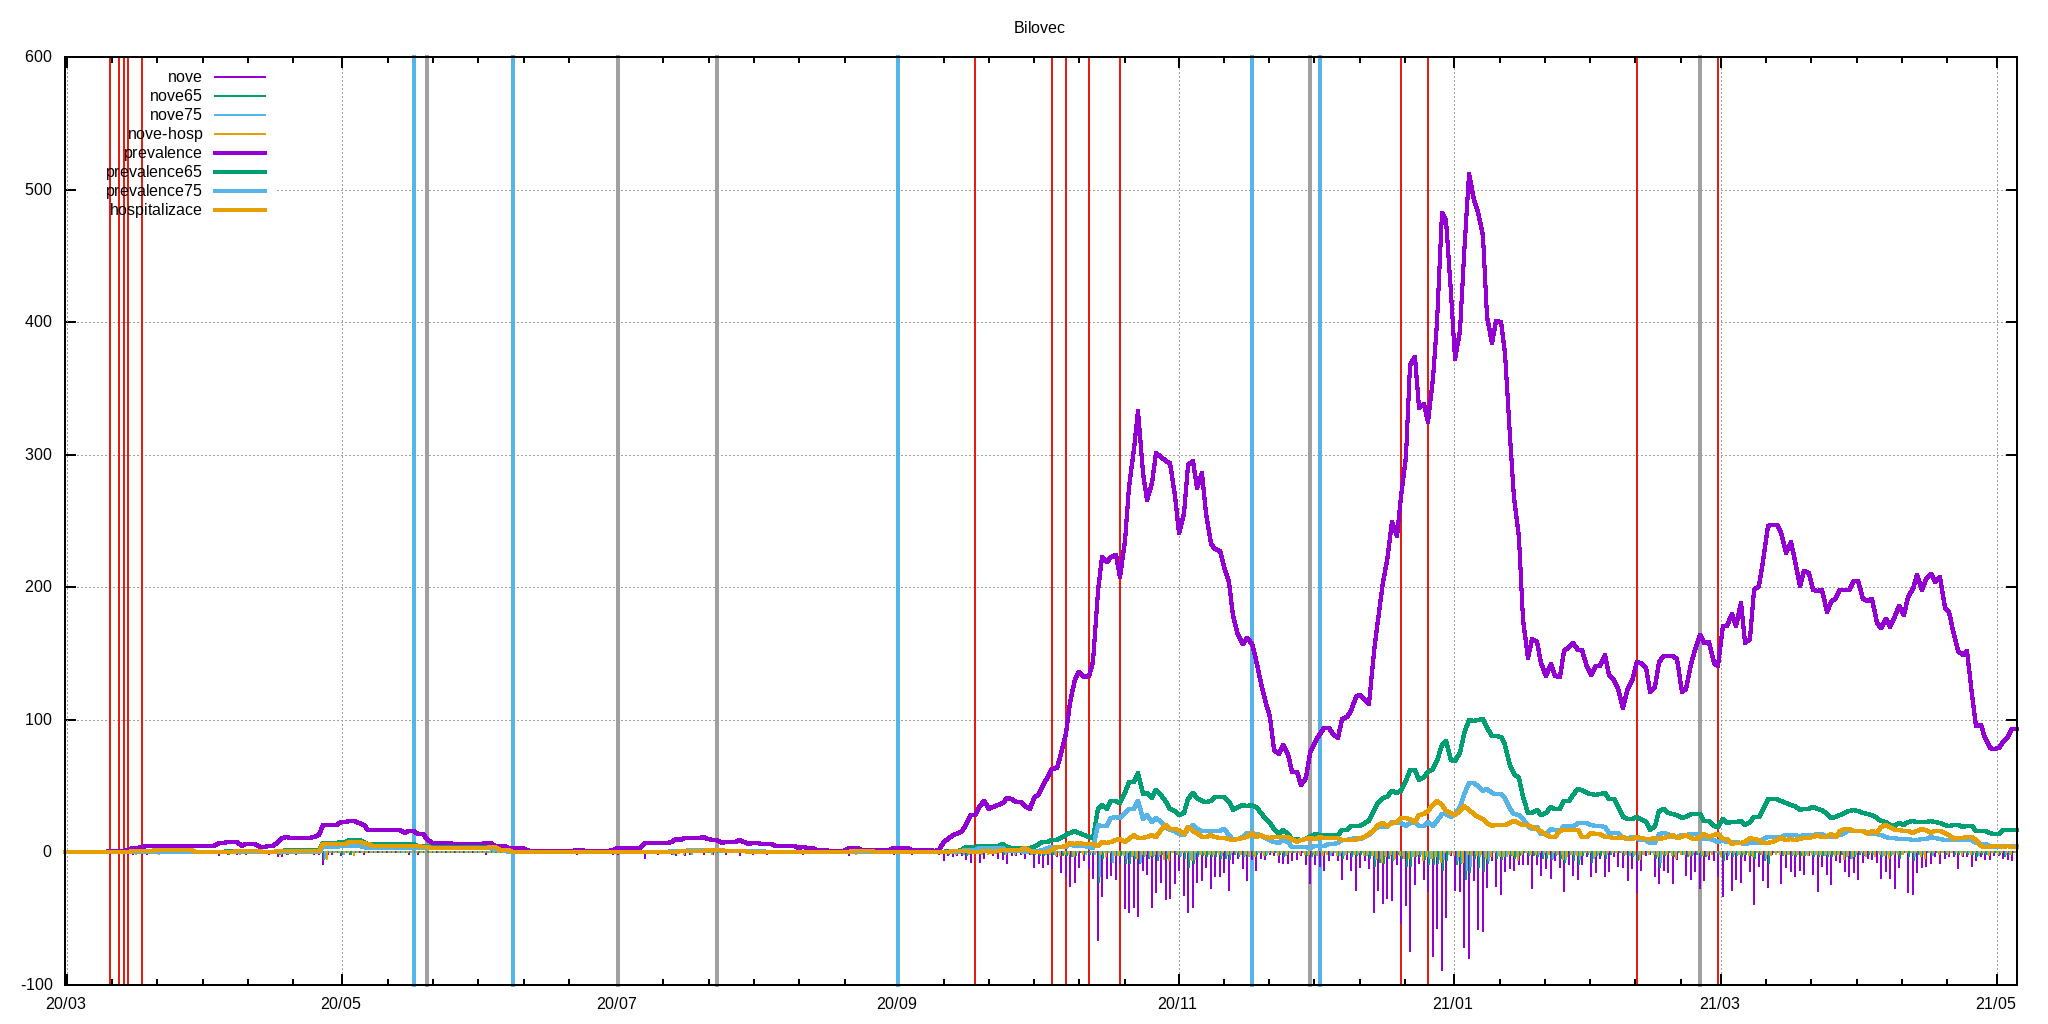 Bilovec
600
500
400
300
200
100
0
-100
nove
nove65
nove75
nove-hosp
prevalence
prevalence65
prevalence75
hospitalizace
20/03 20/05 20/07 20/09 20/11 21/01 21/03 21/05